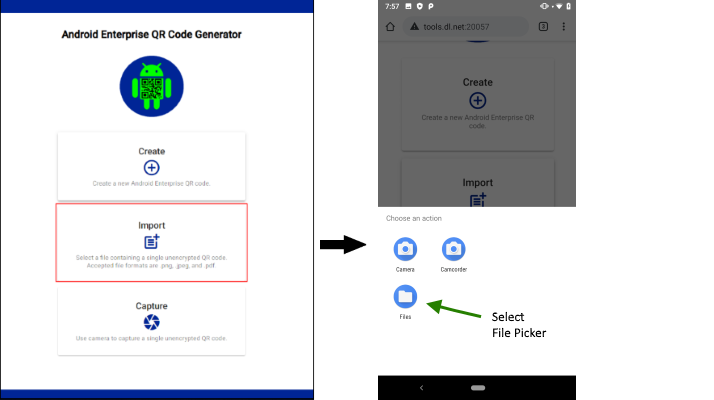 Android Enterprise QR Code Generator
Create
Create a new Android Enterprise QR code.
Import
Select a file containing a single unencrypted QR code.
Accepted file formats are .png, .jpeg, and .pdf.
Capture
Use camera to capture a single unencrypted QR code.
7:57
tools.dl.net:20057
3
Create
Create a new Android Enterprise QR
code.
Import
Choose an action
Camera
Camcorder
Files
Select
File Picker